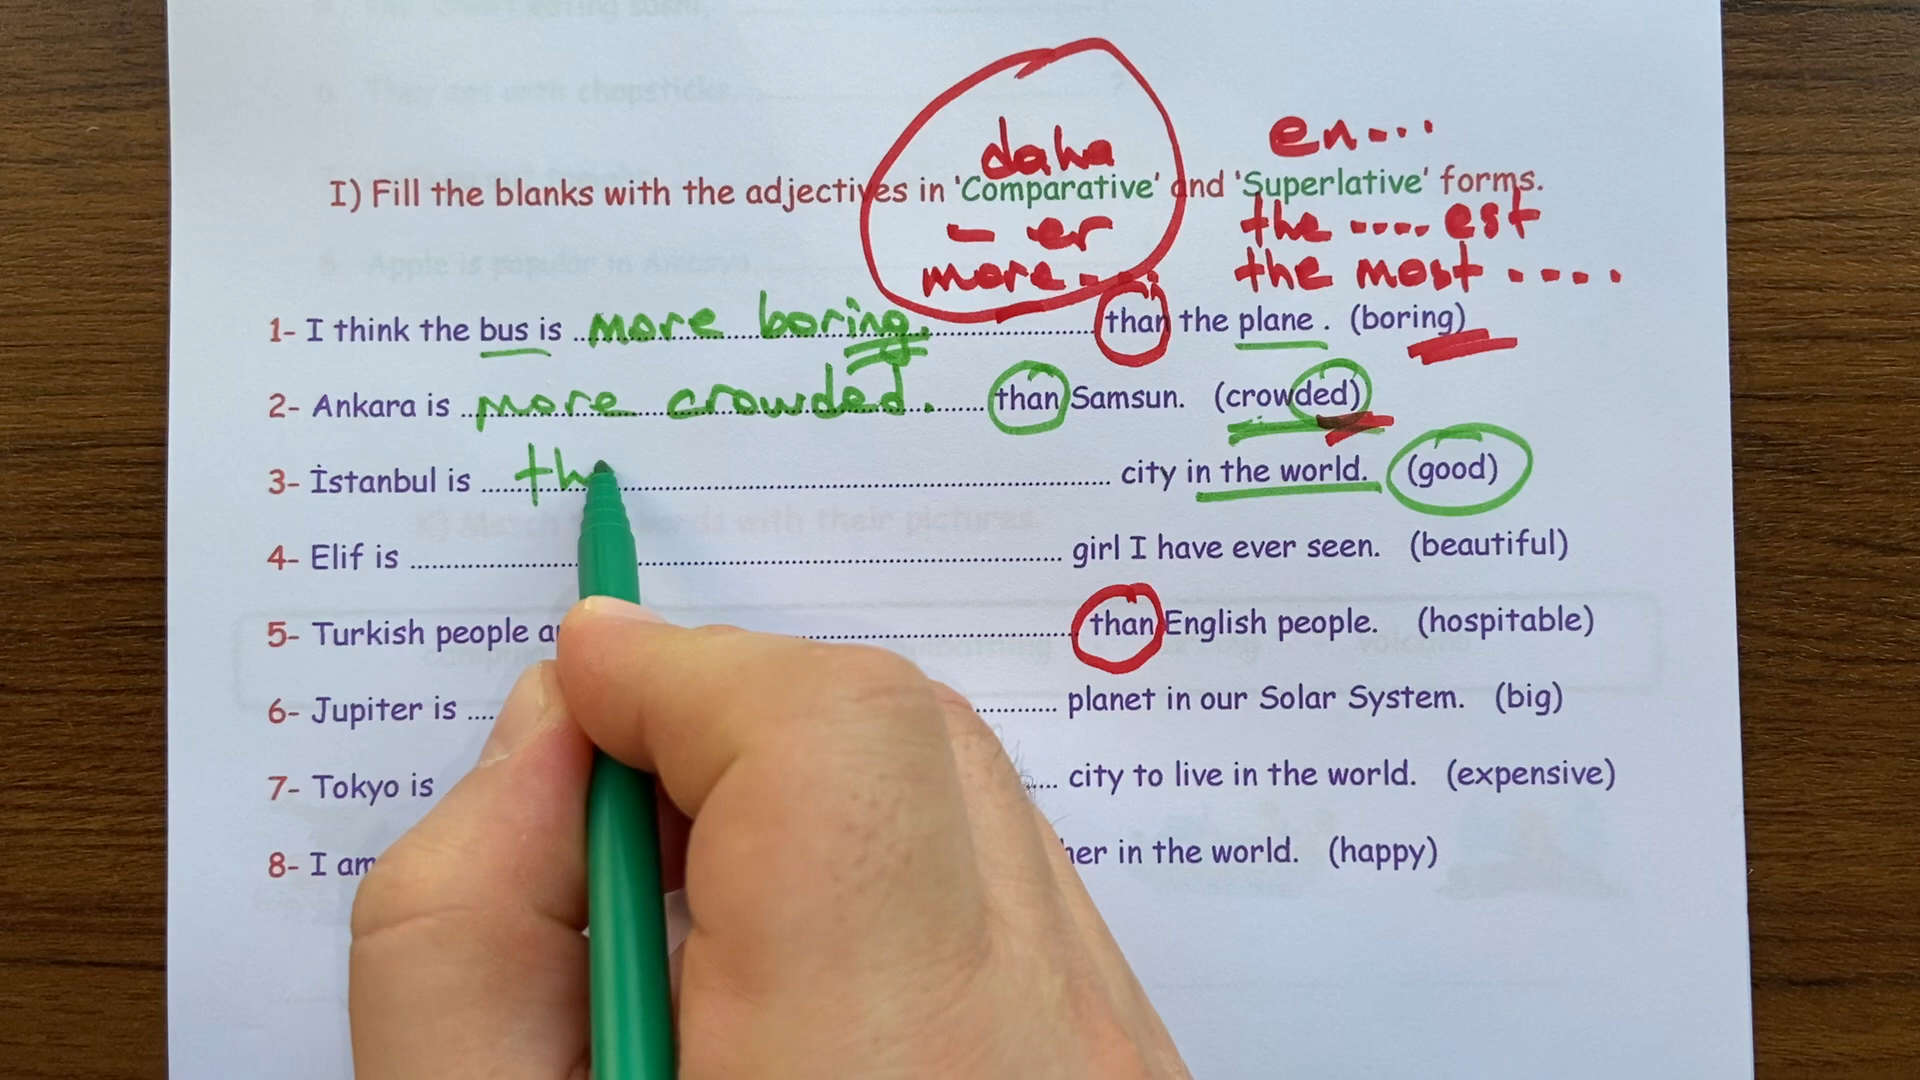 daha en...
I) Fill the blanks with the adjectives in 'Comparative' and 'Superlative' forms.
- er the .... est
more.... the most ....
1- I think the bus is more boring. than the plane. (boring)
2- Ankara is more crowded. than Samsun. (crowded)
3- İstanbul is th city in the world. (good)
4- Elif is girl I have ever seen. (beautiful)
5- Turkish people than English people. (hospitable)
6- Jupiter is planet in our Solar System. (big)
7- Tokyo is city to live in the world. (expensive)
8- I am in the world. (happy)